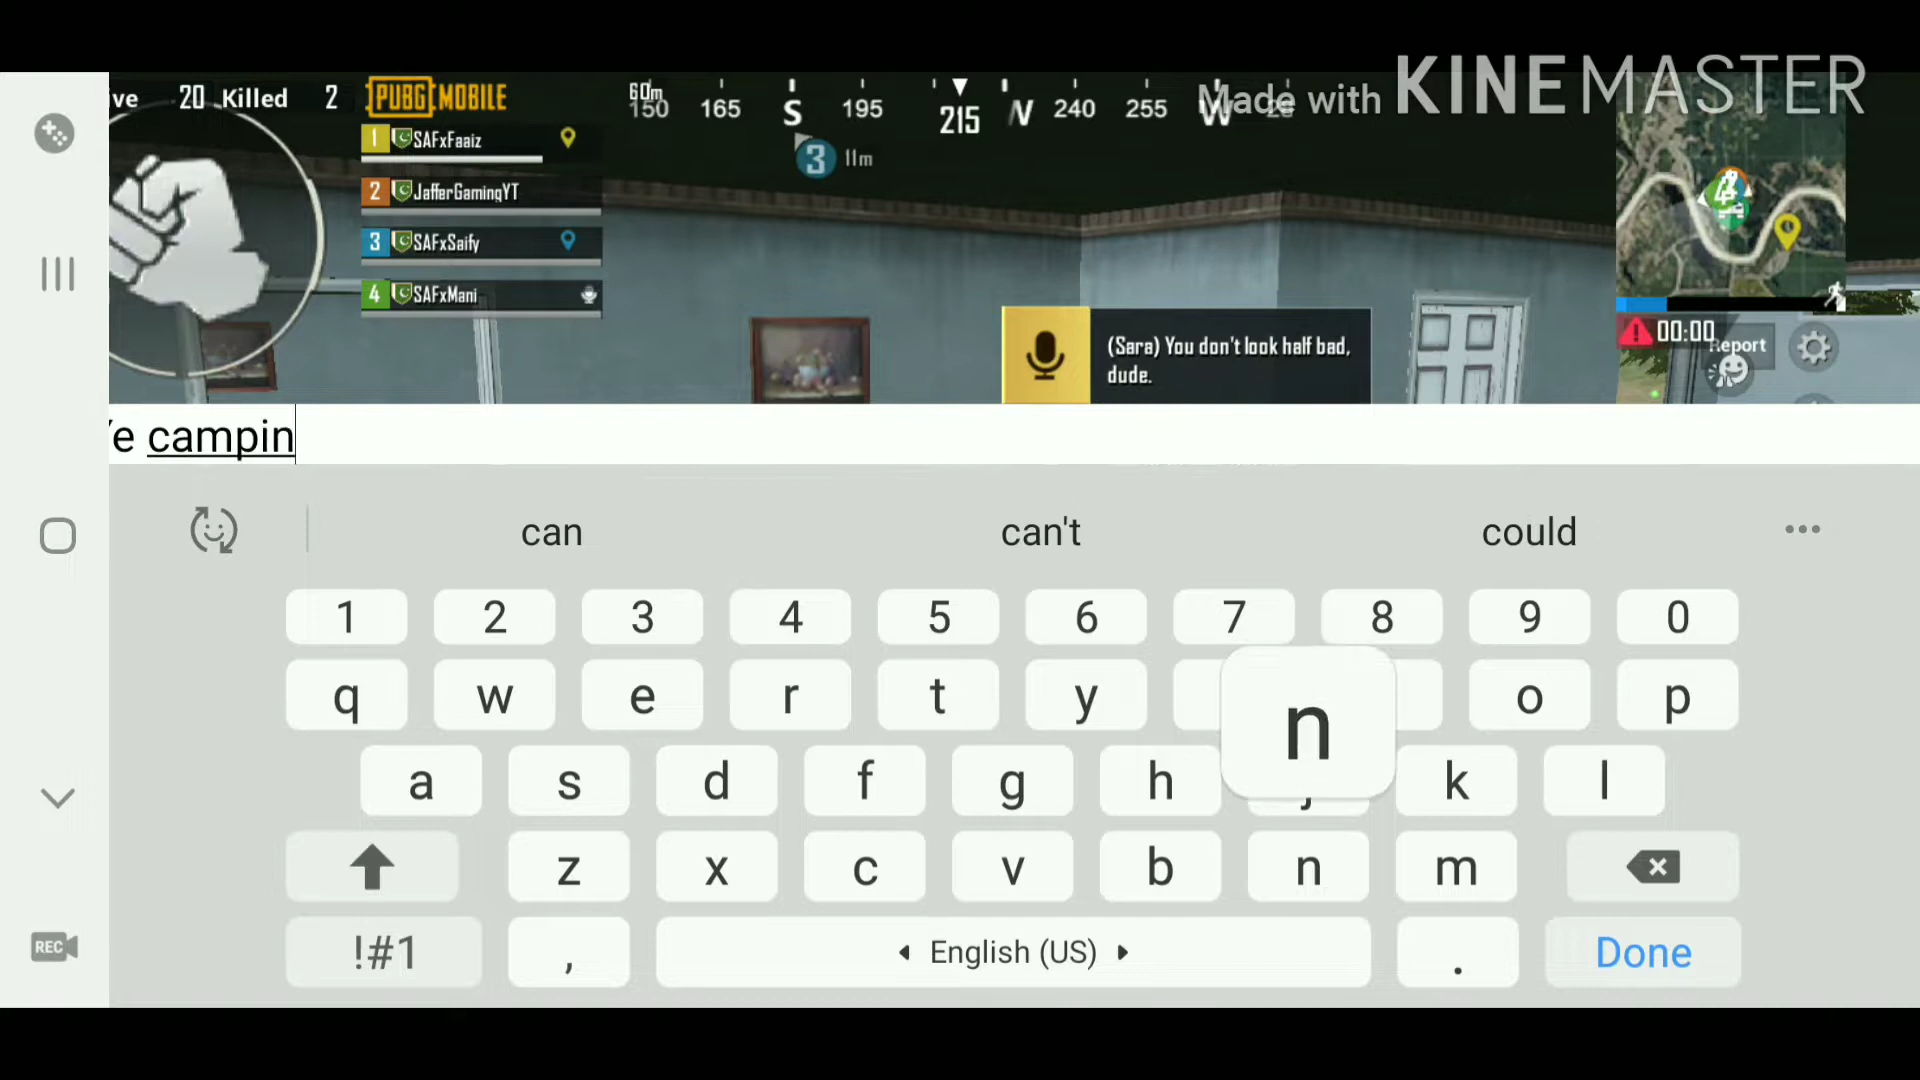 Made with KINEMASTER
ive 20 Killed 2 PUBG MOBILE
60m
150 165 S 195 215 W 240 255 W
3 11m
1 SAFxFaaiz
2 JafferGamingYT
3 SAFxSaify
4 SAFxMani
(Sara) You don't look half bad,
dude.
00:00
Report
Ye campin
can can't could
1 2 3 4 5 6 7 8 9 0
q w e r t y o p
a s d f g h j k l
n
z x c v b n m
!#1 , English (US) . Done
REC